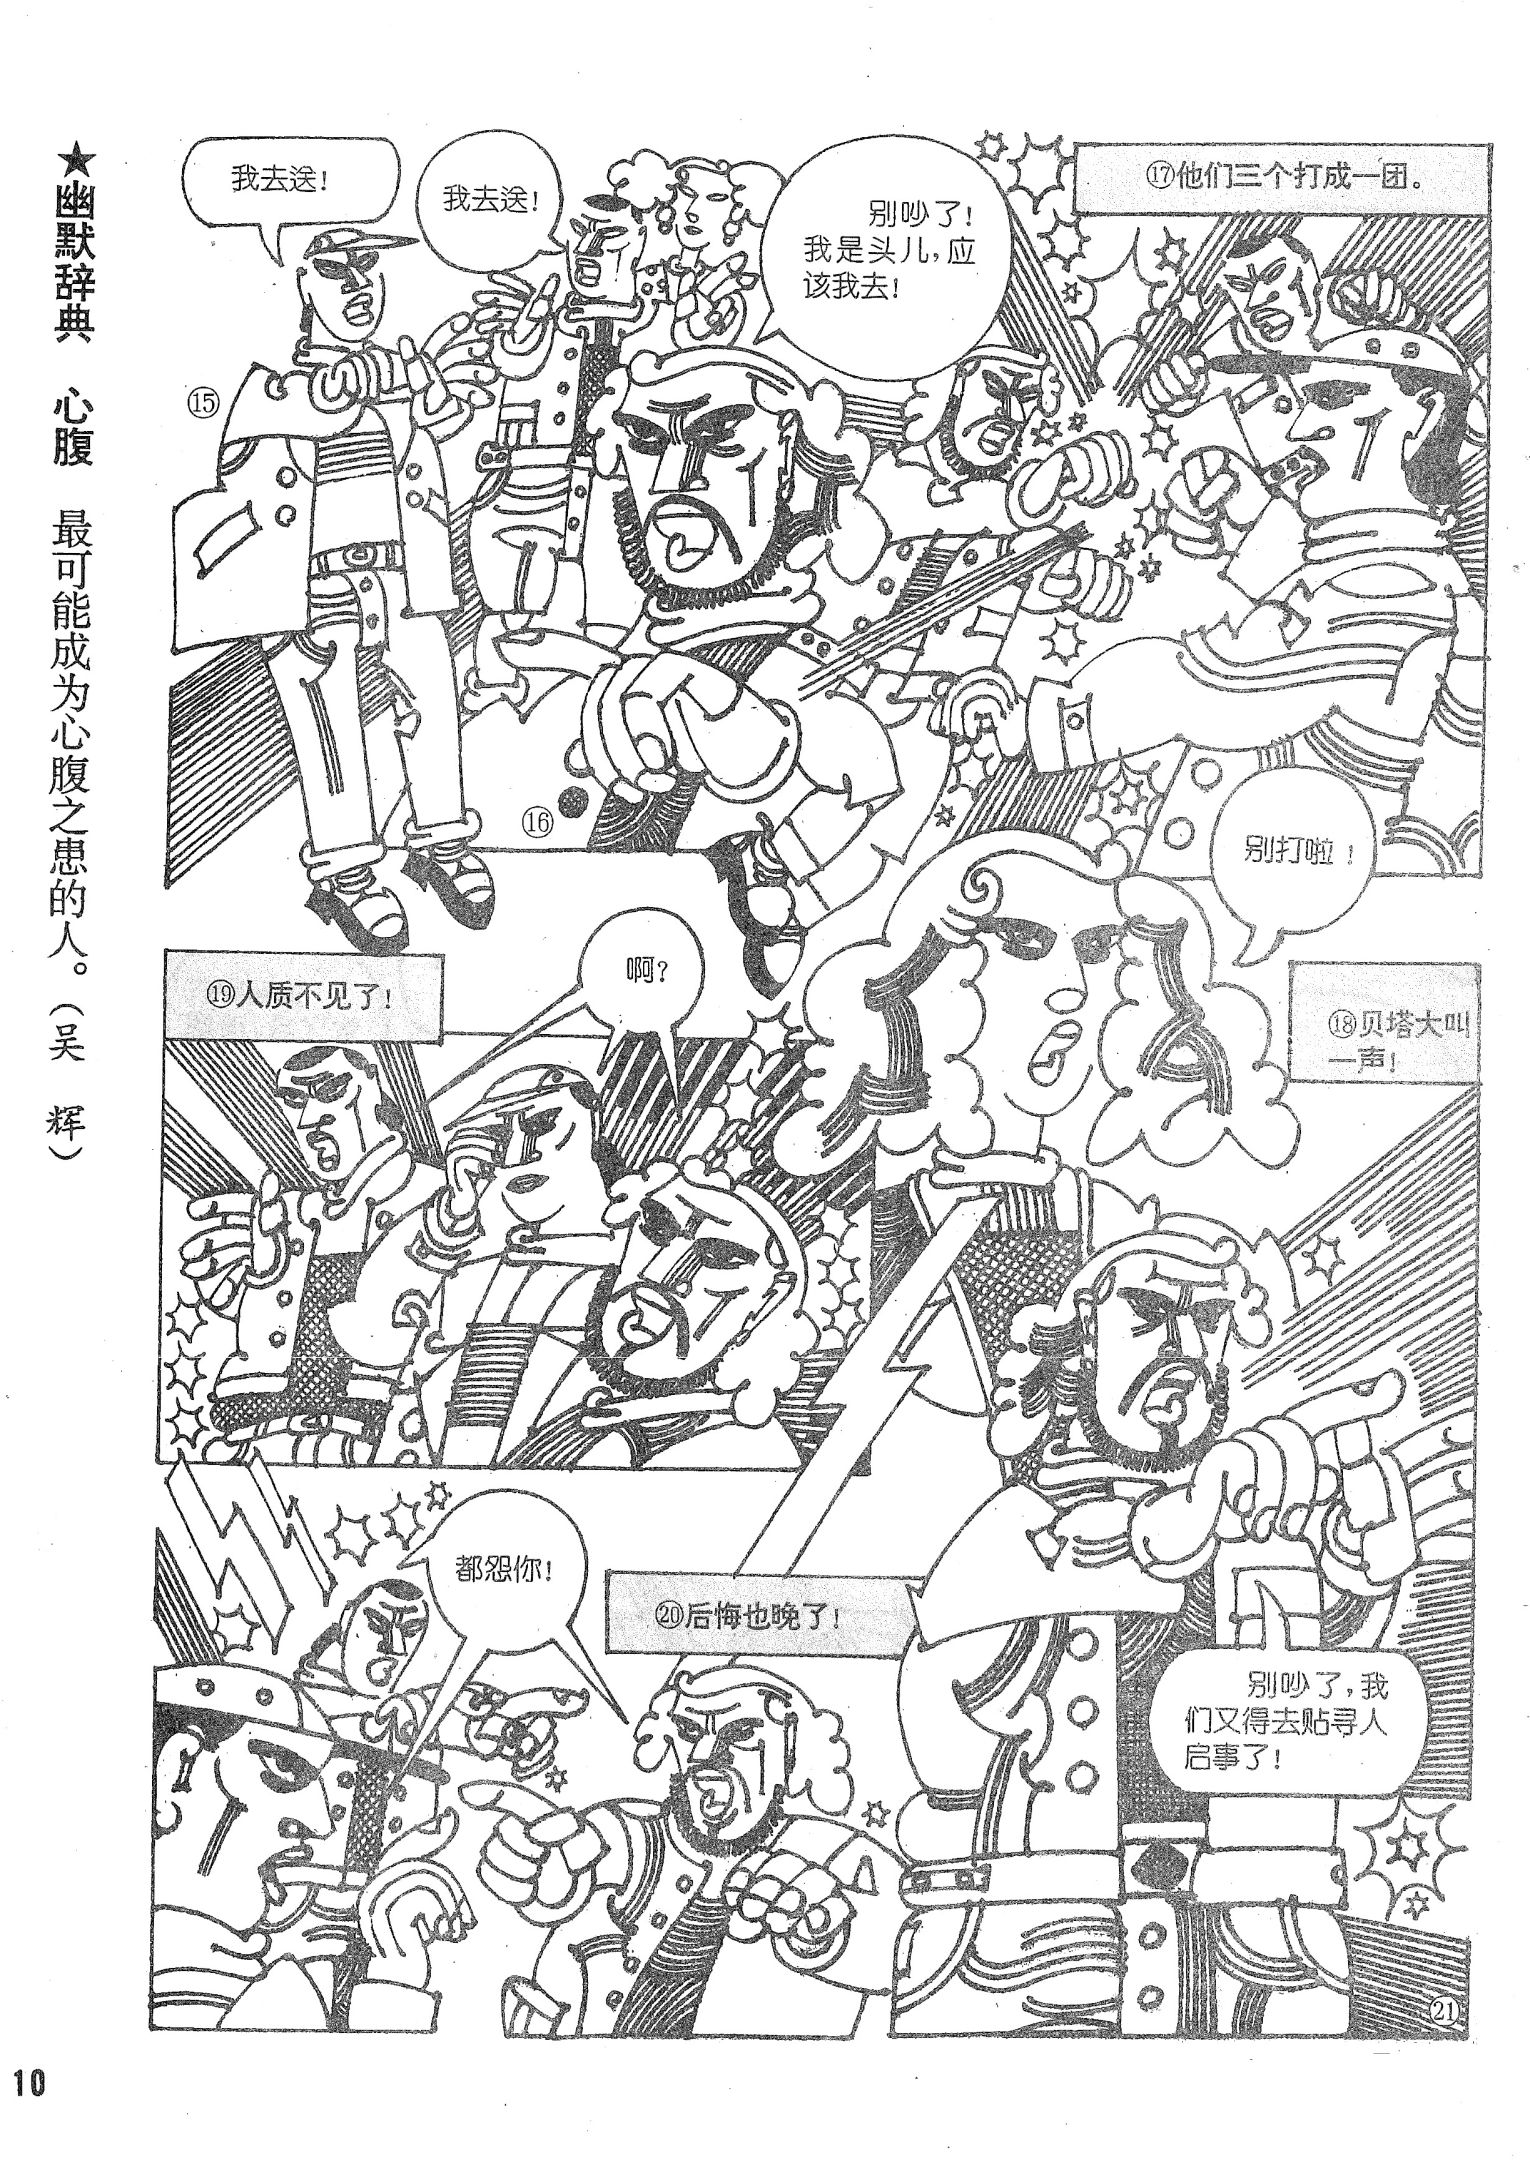 ★幽默辞典　心腹　最可能成为心腹之患的人。(吴　辉)
我去送!
⑮
我去送!
别吵了!
我是头儿,应
该我去!
⑯
⑰他们三个打成一团。
别打啦!
⑱贝塔大叫
一声!
⑲人质不见了!
啊?
都怨你!
⑳后悔也晚了!
别吵了,我
们又得去贴寻人
启事了!
㉑
10